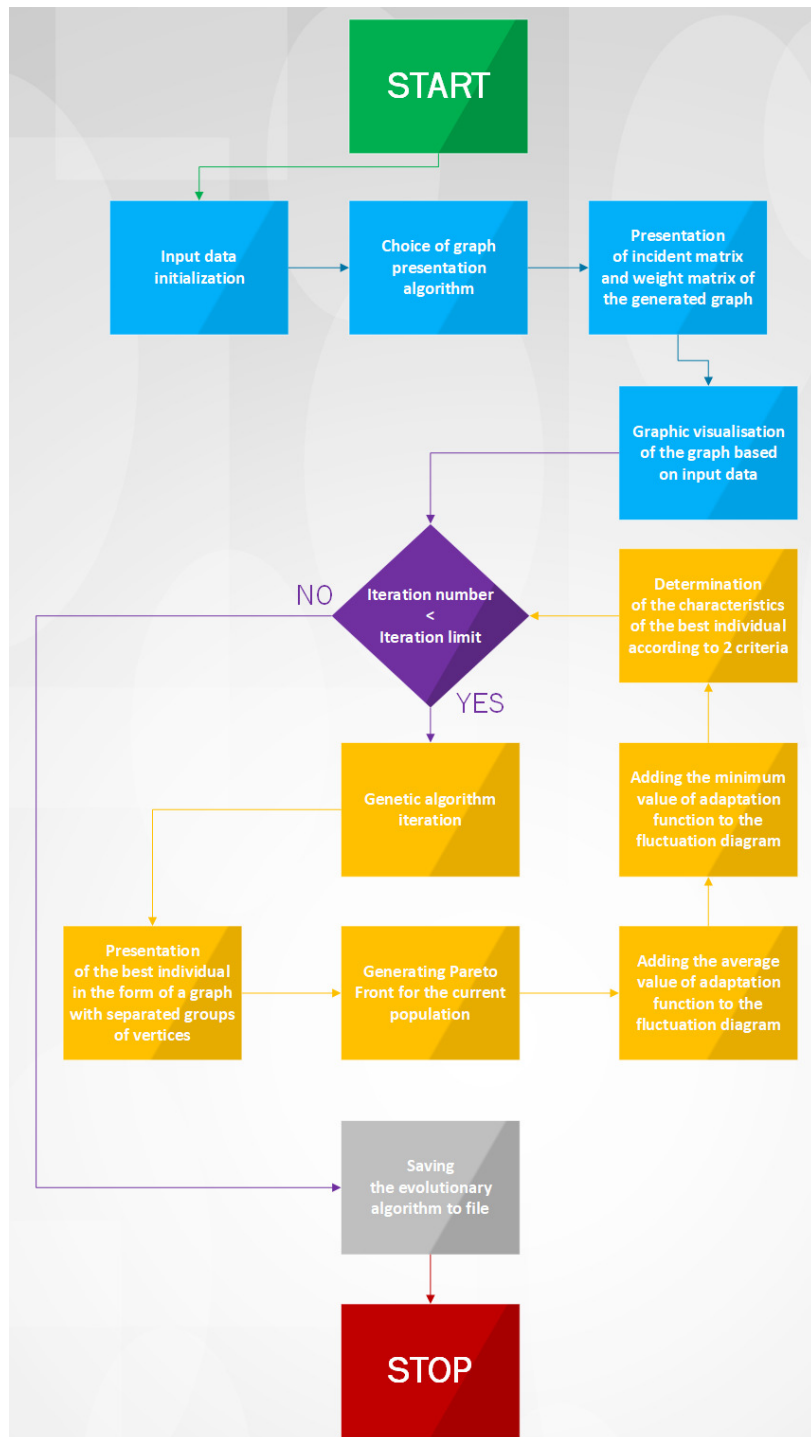 START
Input data
initialization
Choice of graph
presentation
algorithm
Presentation
of incident matrix
and weight matrix of
the generated graph
Graphic visualisation
of the graph based
on input data
NO
Iteration number
<
Iteration limit
YES
Determination
of the characteristics
of the best individual
according to 2 criteria
Genetic algorithm
iteration
Adding the minimum
value of adaptation
function to the
fluctuation diagram
Presentation
of the best individual
in the form of a graph
with separated groups
of vertices
Generating Pareto
Front for the current
population
Adding the average
value of adaptation
function to the
fluctuation diagram
Saving
the evolutionary
algorithm to file
STOP